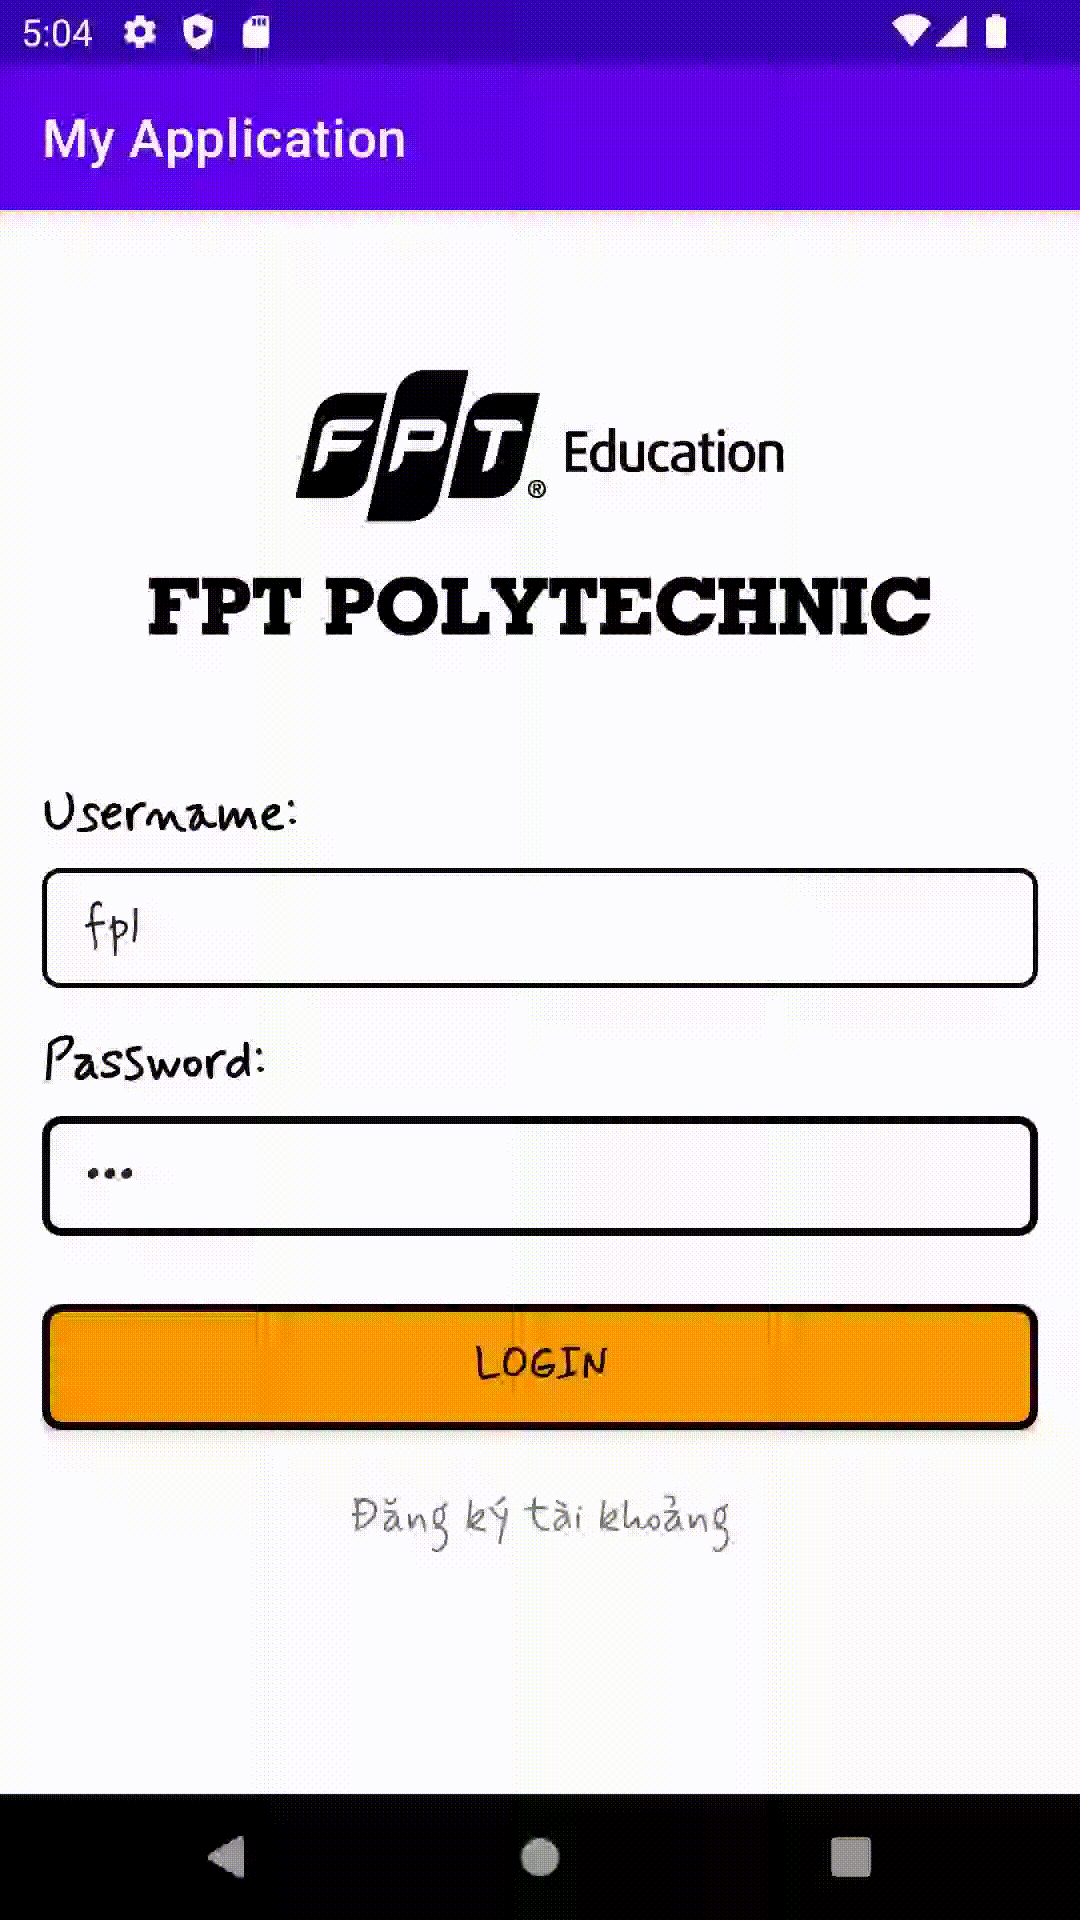 5:04
My Application
FPT® Education
FPT POLYTECHNIC
Username:
fpl
Password:
•••
LOGIN
Đăng ký tài khoảng